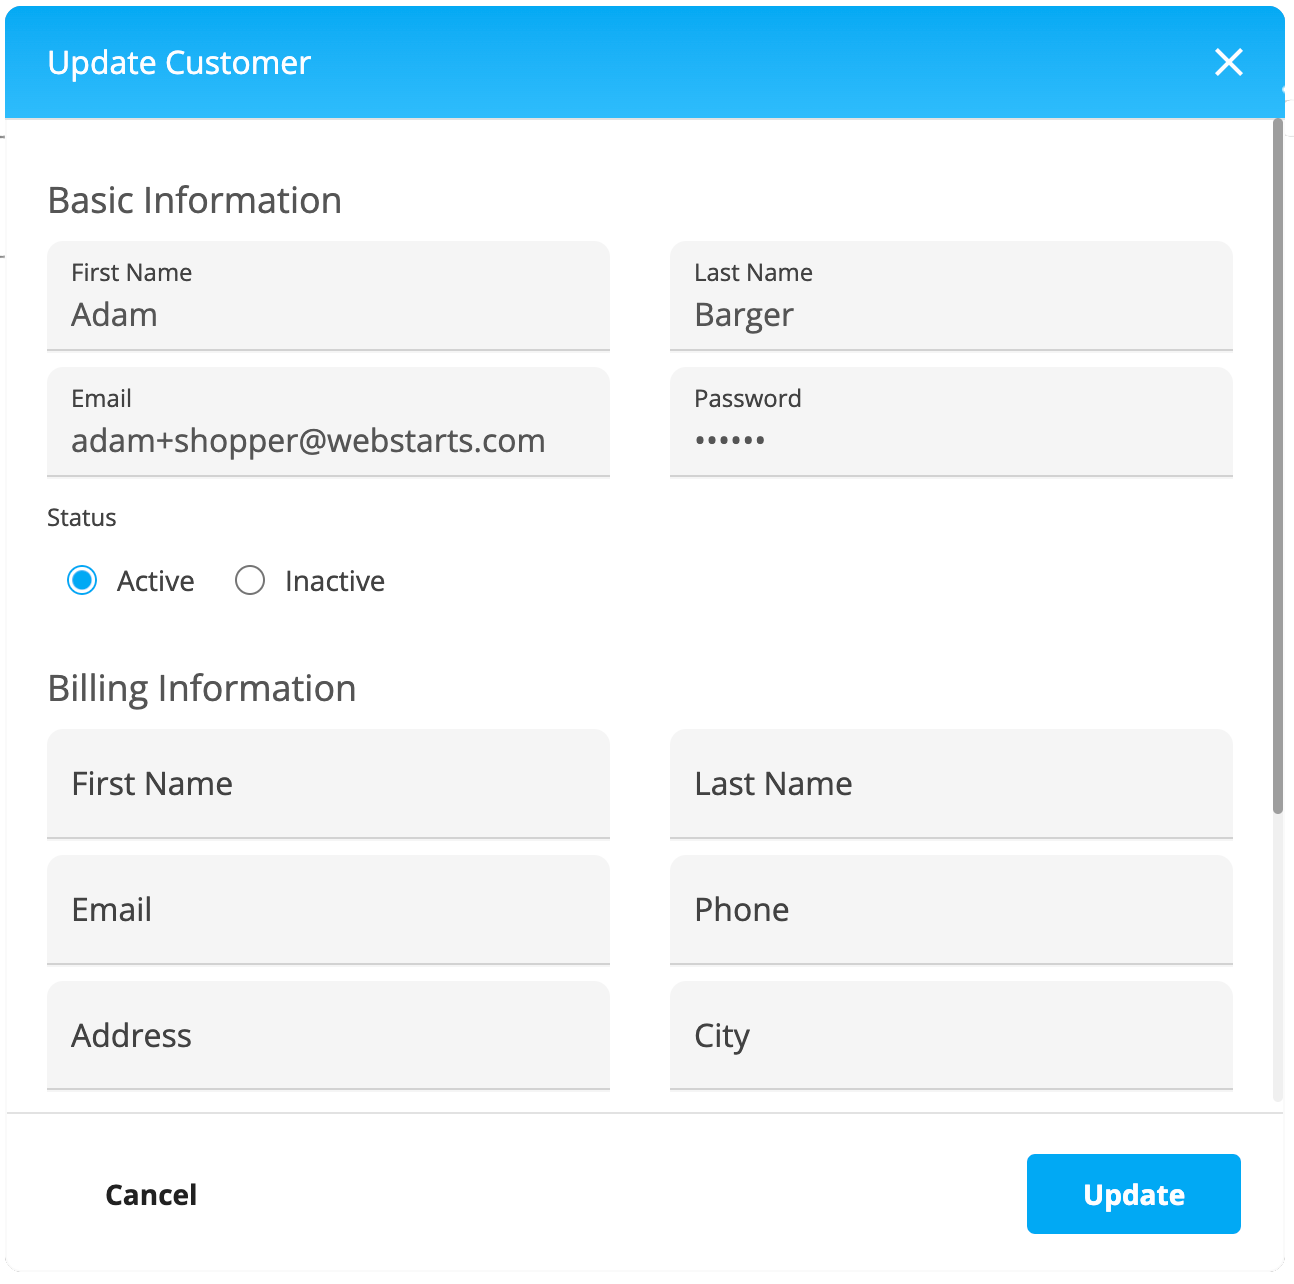 Update Customer
Basic Information
First Name
Adam
Last Name
Barger
Email
adam+shopper@webstarts.com
Password
••••••
Status
Active Inactive
Billing Information
First Name
Last Name
Email
Phone
Address
City
Cancel
Update